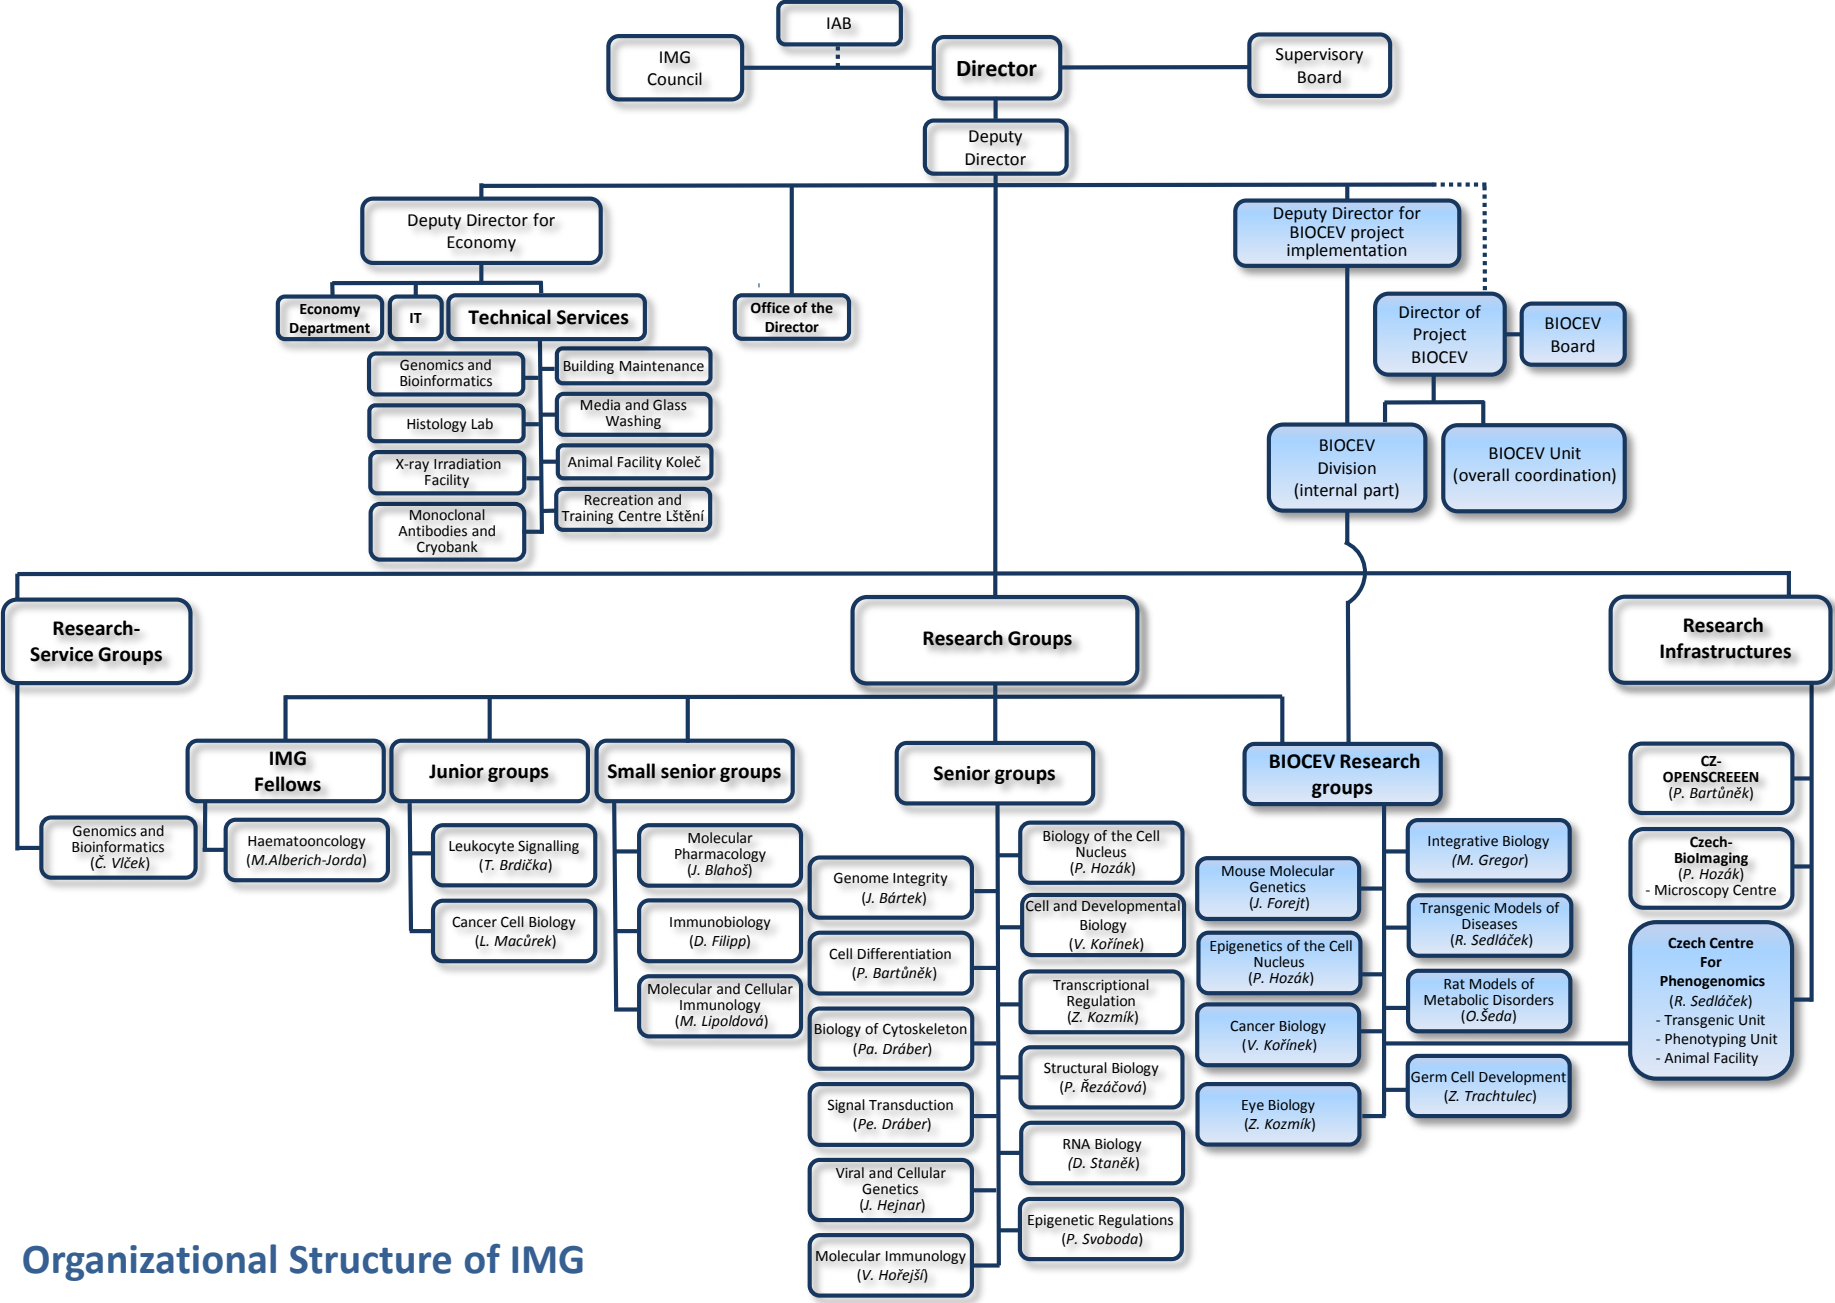 IAB
IMG
Council
Director
Supervisory
Board
Deputy
Director
Deputy Director for
Economy
Deputy Director for
BIOCEV project
implementation
Economy
Department
IT
Technical Services
Office of the
Director
Director of
Project
BIOCEV
BIOCEV
Board
Genomics and
Bioinformatics
Building Maintenance
Histology Lab
Media and Glass
Washing
X-ray Irradiation
Facility
Animal Facility Koleč
Monoclonal
Antibodies and
Cryobank
Recreation and
Training Centre Lštění
BIOCEV
Division
(internal part)
BIOCEV Unit
(overall coordination)
Research-
Service Groups
Research Groups
Research
Infrastructures
IMG
Fellows
Junior groups
Small senior groups
Senior groups
BIOCEV Research
groups
Genomics and
Bioinformatics
(Č. Vlček)
Haematooncology
(M.Alberich-Jorda)
Leukocyte Signalling
(T. Brdička)
Cancer Cell Biology
(L. Macůrek)
Molecular
Pharmacology
(J. Blahoš)
Immunobiology
(D. Filipp)
Molecular and Cellular
Immunology
(M. Lipoldová)
Genome Integrity
(J. Bártek)
Cell Differentiation
(P. Bartůněk)
Biology of Cytoskeleton
(Pa. Dráber)
Signal Transduction
(Pe. Dráber)
Viral and Cellular
Genetics
(J. Hejnar)
Molecular Immunology
(V. Hořejší)
Biology of the Cell
Nucleus
(P. Hozák)
Cell and Developmental
Biology
(V. Kořínek)
Transcriptional
Regulation
(Z. Kozmík)
Structural Biology
(P. Řezáčová)
RNA Biology
(D. Staněk)
Epigenetic Regulations
(P. Svoboda)
Mouse Molecular
Genetics
(J. Forejt)
Epigenetics of the Cell
Nucleus
(P. Hozák)
Cancer Biology
(V. Kořínek)
Eye Biology
(Z. Kozmík)
Integrative Biology
(M. Gregor)
Transgenic Models of
Diseases
(R. Sedláček)
Rat Models of
Metabolic Disorders
(O.Šeda)
Germ Cell Development
(Z. Trachtulec)
CZ-
OPENSCREEEN
(P. Bartůněk)
Czech-
BioImaging
(P. Hozák)
- Microscopy Centre
Czech Centre
For
Phenogenomics
(R. Sedláček)
- Transgenic Unit
- Phenotyping Unit
- Animal Facility
Organizational Structure of IMG